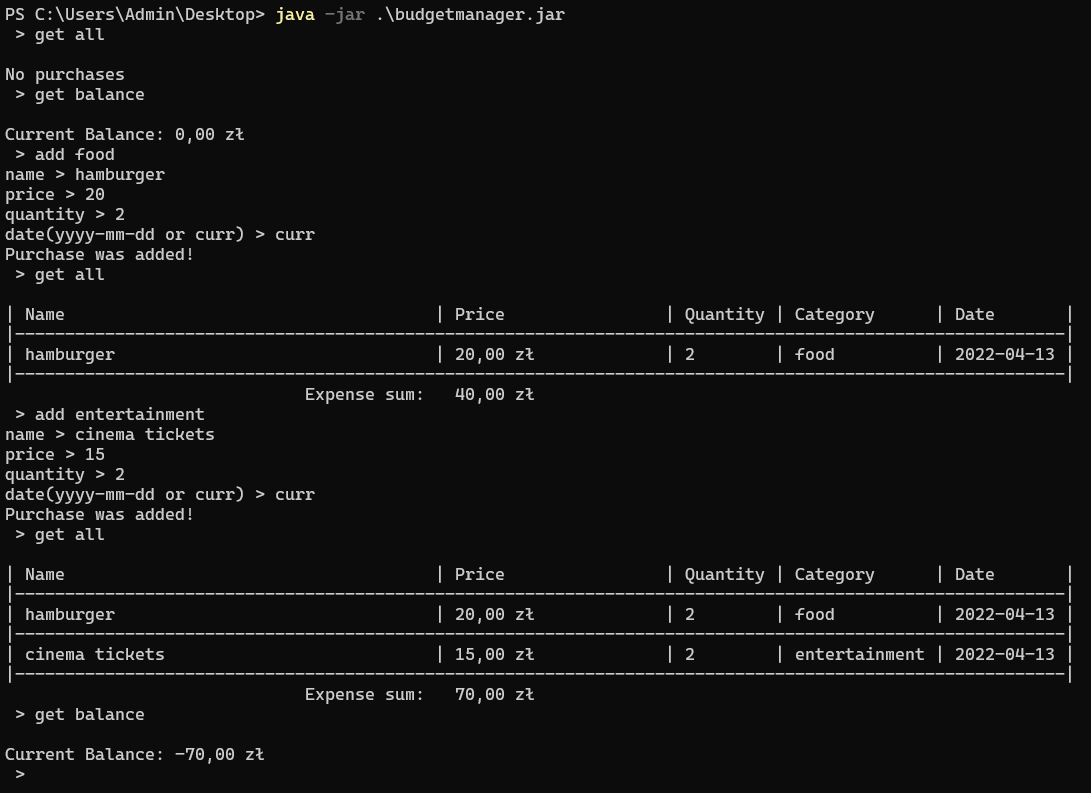 PS C:\Users\Admin\Desktop> java -jar .\budgetmanager.jar
 > get all

No purchases
 > get balance

Current Balance: 0,00 zł
 > add food
name > hamburger
price > 20
quantity > 2
date(yyyy-mm-dd or curr) > curr
Purchase was added!
 > get all

| Name                                     | Price                | Quantity | Category      | Date       |
|---------------------------------------------------------------------------------------------------------|
| hamburger                                | 20,00 zł             | 2        | food          | 2022-04-13 |
|---------------------------------------------------------------------------------------------------------|
                              Expense sum:   40,00 zł
 > add entertainment
name > cinema tickets
price > 15
quantity > 2
date(yyyy-mm-dd or curr) > curr
Purchase was added!
 > get all

| Name                                     | Price                | Quantity | Category      | Date       |
|---------------------------------------------------------------------------------------------------------|
| hamburger                                | 20,00 zł             | 2        | food          | 2022-04-13 |
|---------------------------------------------------------------------------------------------------------|
| cinema tickets                           | 15,00 zł             | 2        | entertainment | 2022-04-13 |
|---------------------------------------------------------------------------------------------------------|
                              Expense sum:   70,00 zł
 > get balance

Current Balance: -70,00 zł
 >